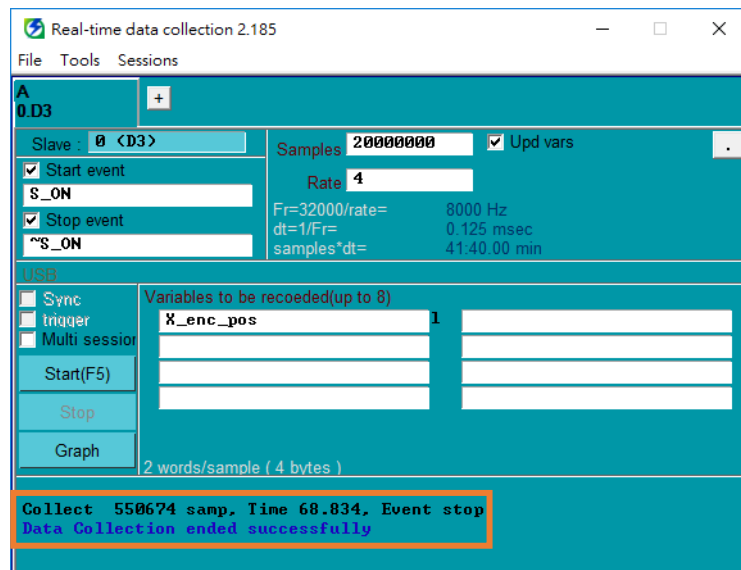 Real-time data collection 2.185
File Tools Sessions
A
0.D3
+
Slave : 0 (D3)
Start event
S_ON
Stop event
~S_ON
Samples 20000000
Upd vars
.
Rate 4
Fr=32000/rate= 8000 Hz
dt=1/Fr= 0.125 msec
samples*dt= 41:40.00 min
USB
Sync
trigger
Multi session
Variables to be recoeded(up to 8)
X_enc_pos 1
Start(F5)
Stop
Graph
2 words/sample ( 4 bytes )
Collect 550674 samp, Time 68.834, Event stop
Data Collection ended successfully